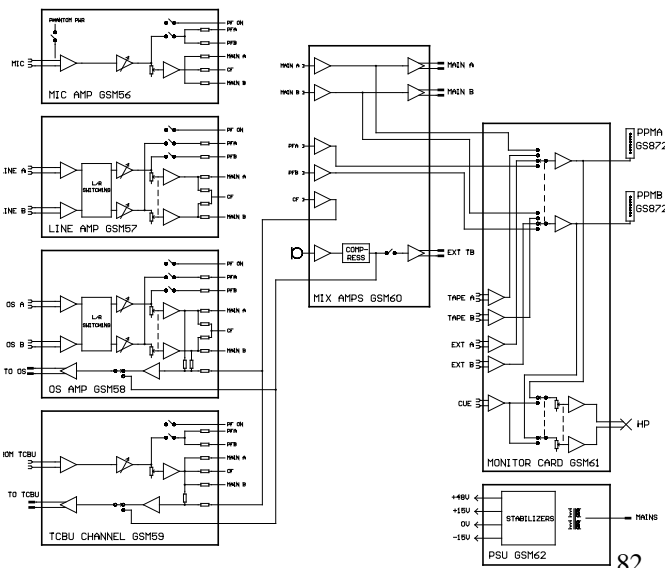 PHANTOM PWR
PF ON
PFA
PFB
MIC
MAIN A
CF
MAIN B
MIC AMP GSM56
PF ON
PFA
PFB
LINE A
L/R
SWITCHING
MAIN A
CF
LINE B
MAIN B
LINE AMP GSM57
PF ON
PFA
PFB
OS A
L/R
SWITCHING
MAIN A
CF
OS B
MAIN B
TO OS
OS AMP GSM58
PF ON
PFA
PFB
TCBU
MAIN A
CF
MAIN B
TO TCBU
TCBU CHANNEL GSM59
MAIN A
MAIN A
MAIN B
MAIN B
PFA
PFB
CF
COMP-
RESS
EXT TB
MIX AMPS GSM60
PPMA
GS872
PPMB
GS872
TAPE A
TAPE B
EXT A
EXT B
CUE
HP
MONITOR CARD GSM61
+48V
+15V
0V
-15V
STABILIZERS
MAINS
PSU GSM62
82